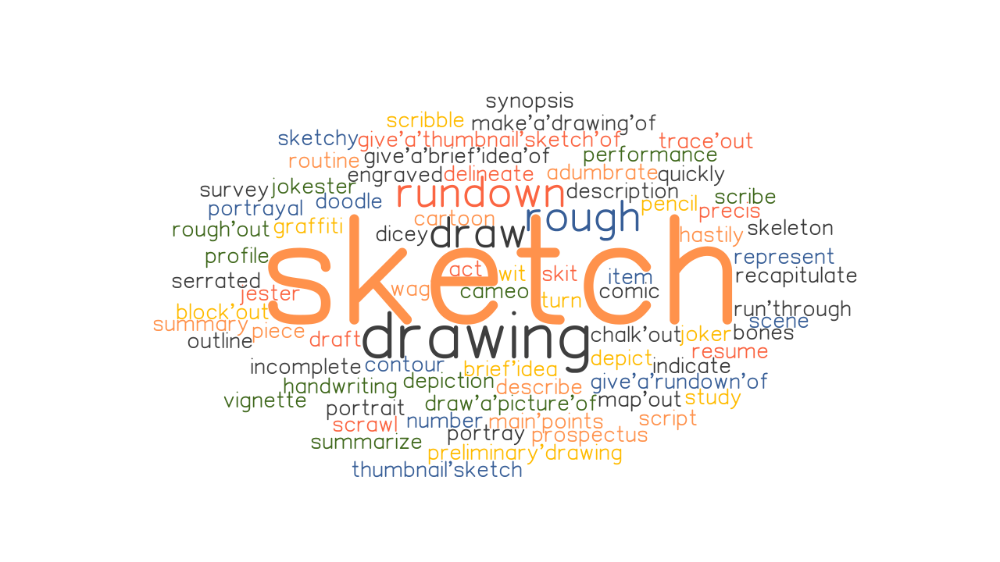 synopsis
scribble make'a'drawing'of
sketchy give'a'thumbnail'sketch'of trace'out
routine give'a'brief'idea'of performance
engraved delineate adumbrate quickly
survey jokester rundown description scribe
portrayal doodle pencil precis
rough'out graffiti cartoon rough hastily skeleton
dicey draw
profile sketch represent
serrated act wit skit item recapitulate
jester wag cameo turn comic
block'out run'through
summary piece scene
outline draft drawing chalk'out joker bones
resume
incomplete contour brief'idea depict indicate
handwriting depiction describe give'a'rundown'of
vignette portrait draw'a'picture'of map'out study
scrawl number main'points script
summarize portray prospectus
preliminary'drawing
thumbnail'sketch